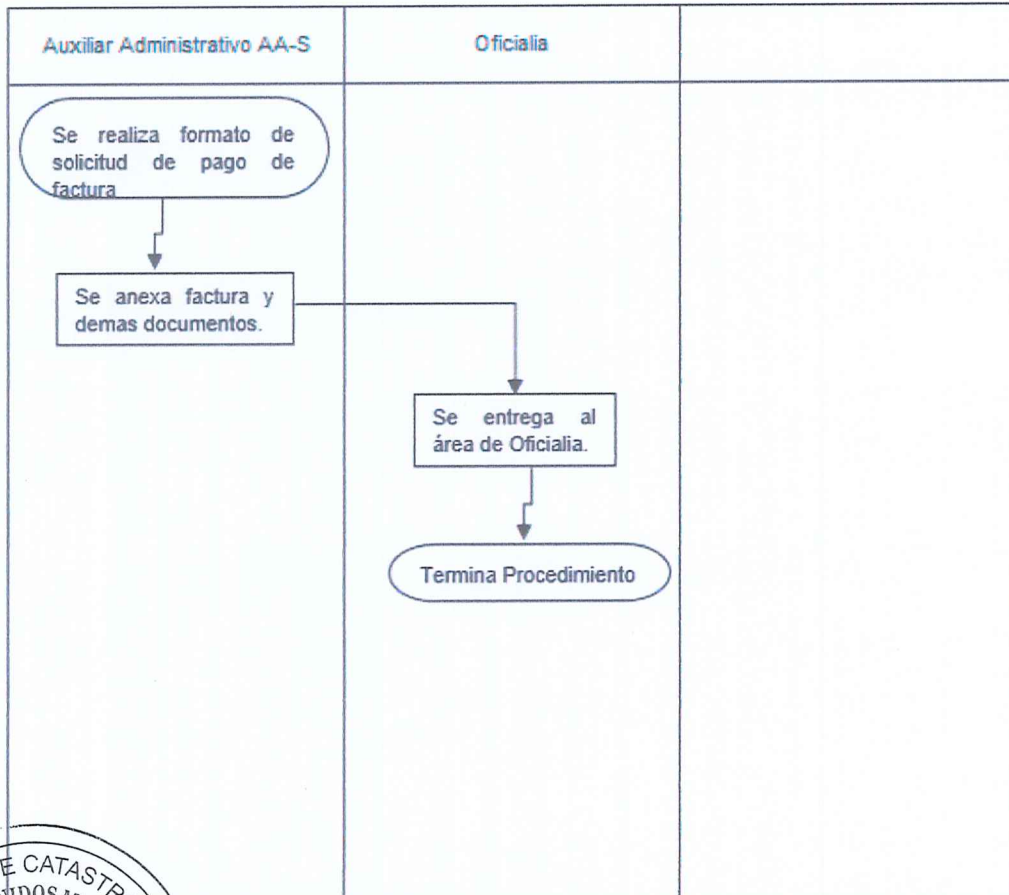 Auxiliar Administrativo AA-S
Oficialia
Se realiza formato de
solicitud de pago de
factura
Se anexa factura y
demas documentos.
Se entrega al
área de Oficialia.
Termina Procedimiento
E CATASTR